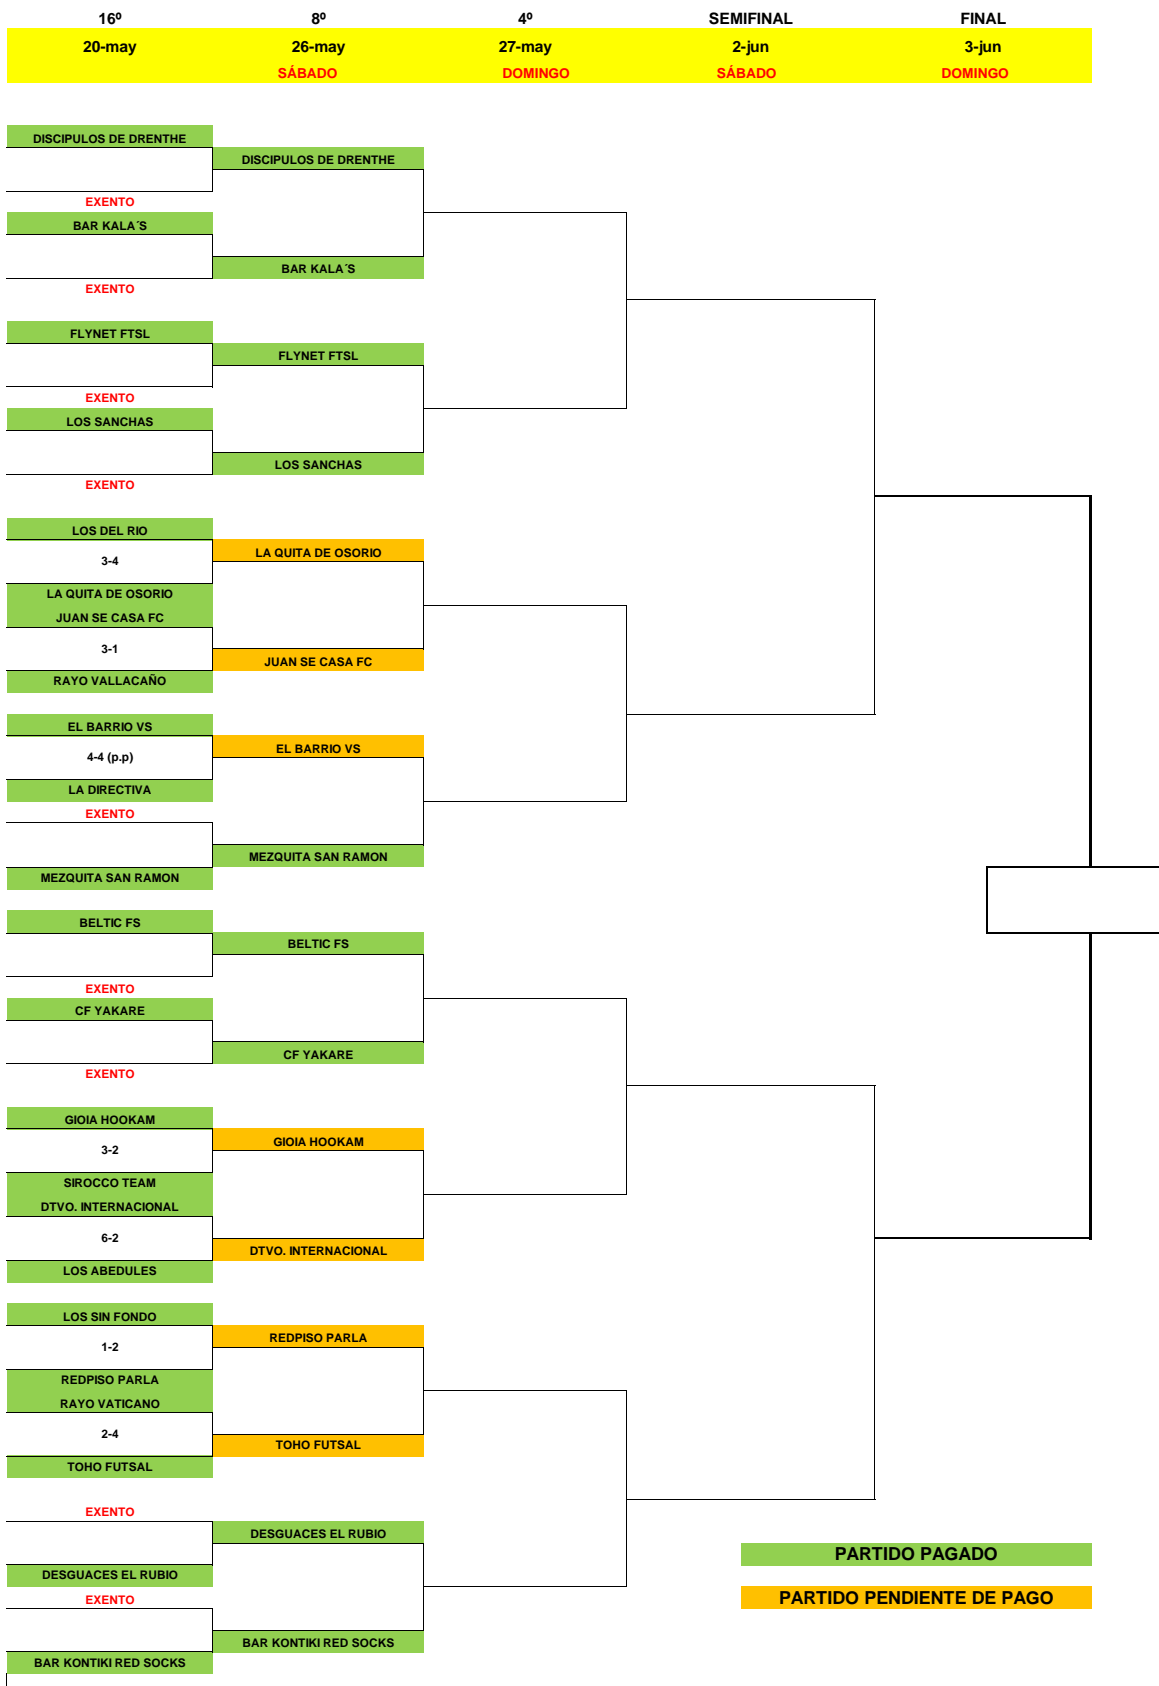 16º 8º 4º SEMIFINAL FINAL
20-may 26-may 27-may 2-jun 3-jun
SÁBADO DOMINGO SÁBADO DOMINGO
DISCIPULOS DE DRENTHE
DISCIPULOS DE DRENTHE
EXENTO
BAR KALA´S
BAR KALA´S
EXENTO
FLYNET FTSL
FLYNET FTSL
EXENTO
LOS SANCHAS
LOS SANCHAS
EXENTO
LOS DEL RIO
LA QUITA DE OSORIO
3-4
LA QUITA DE OSORIO
JUAN SE CASA FC
3-1
JUAN SE CASA FC
RAYO VALLACAÑO
EL BARRIO VS
EL BARRIO VS
4-4 (p.p)
LA DIRECTIVA
EXENTO
MEZQUITA SAN RAMON
MEZQUITA SAN RAMON
BELTIC FS
BELTIC FS
EXENTO
CF YAKARE
CF YAKARE
EXENTO
GIOIA HOOKAM
GIOIA HOOKAM
3-2
SIROCCO TEAM
DTVO. INTERNACIONAL
6-2
DTVO. INTERNACIONAL
LOS ABEDULES
LOS SIN FONDO
REDPISO PARLA
1-2
REDPISO PARLA
RAYO VATICANO
2-4
TOHO FUTSAL
TOHO FUTSAL
EXENTO
DESGUACES EL RUBIO
PARTIDO PAGADO
DESGUACES EL RUBIO
EXENTO
PARTIDO PENDIENTE DE PAGO
BAR KONTIKI RED SOCKS
BAR KONTIKI RED SOCKS